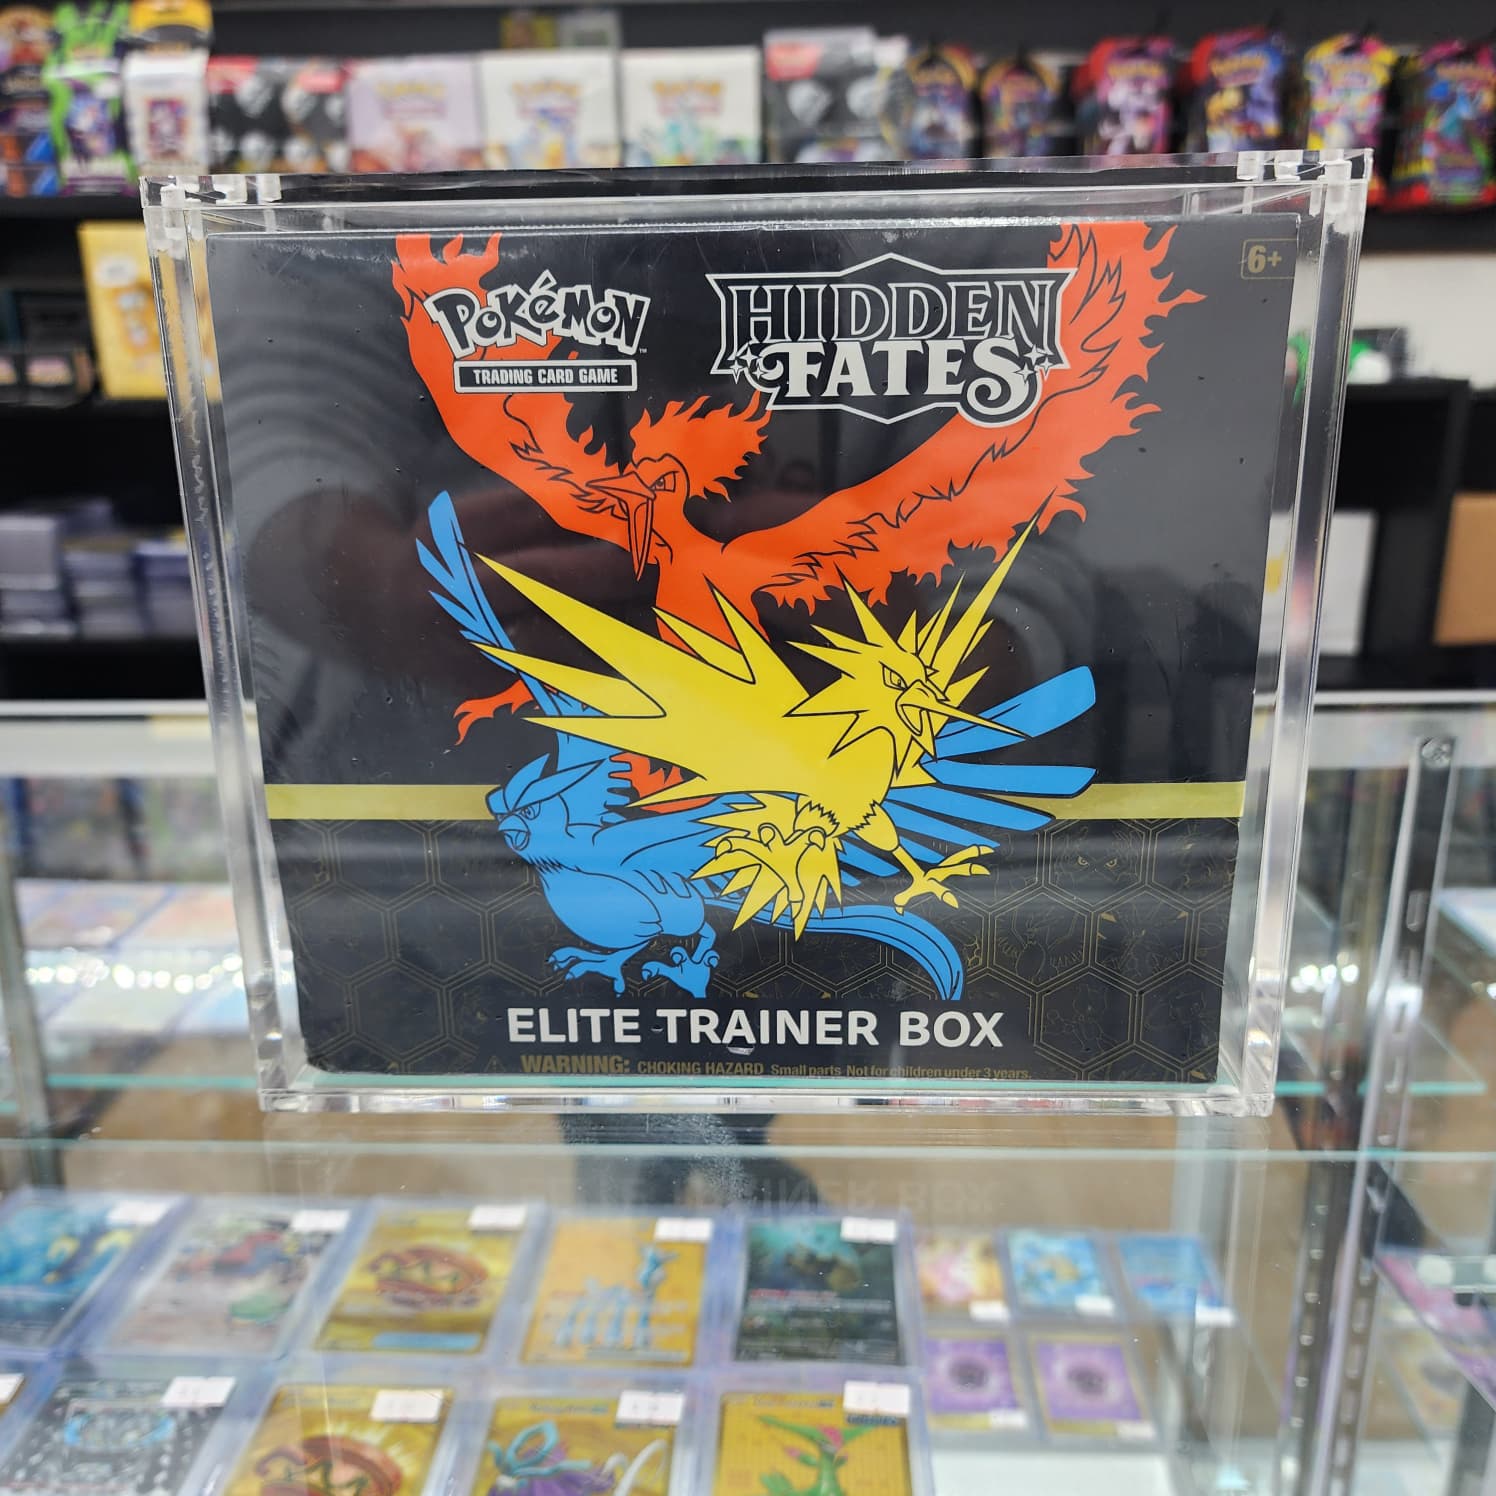 POKéMON
TM
TRADING CARD GAME
HIDDEN
FATES
6+
ELITE TRAINER BOX
WARNING: CHOKING HAZARD Small parts Not for children under 3 years.